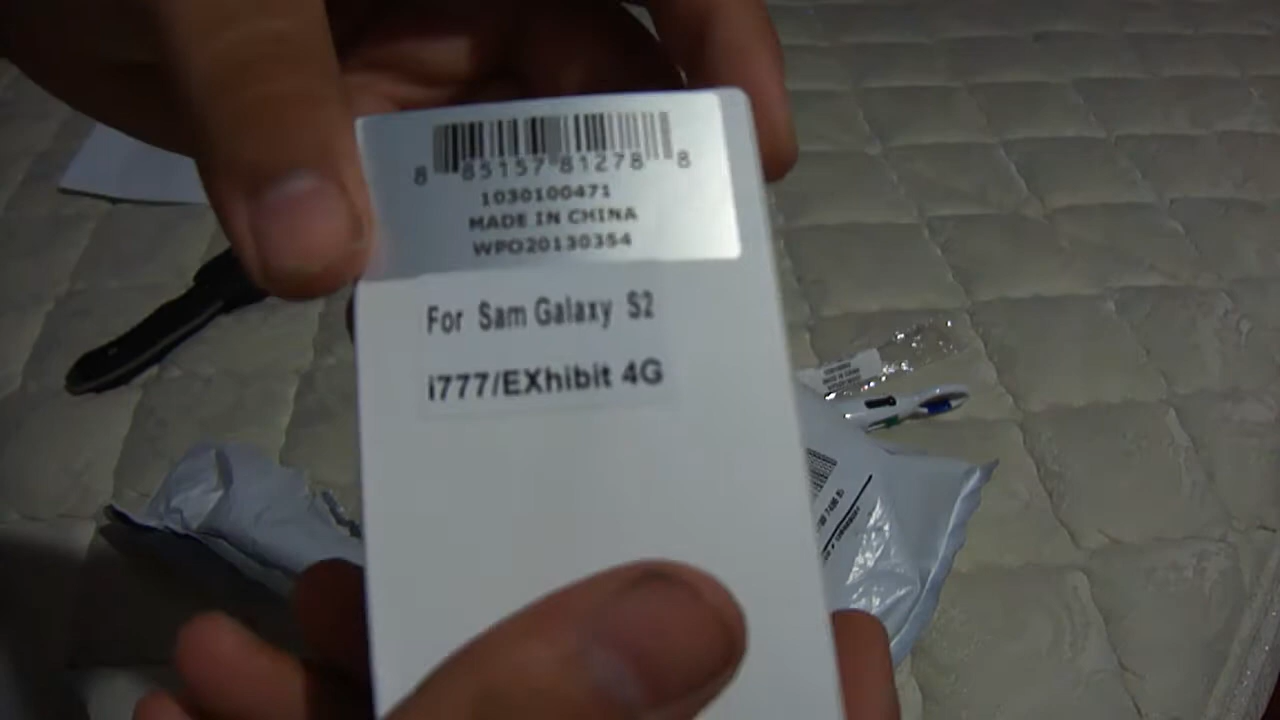 8 85157 81278 8
1030100471
MADE IN CHINA
WPO20130354
For Sam Galaxy S2
i777/EXhibit 4G